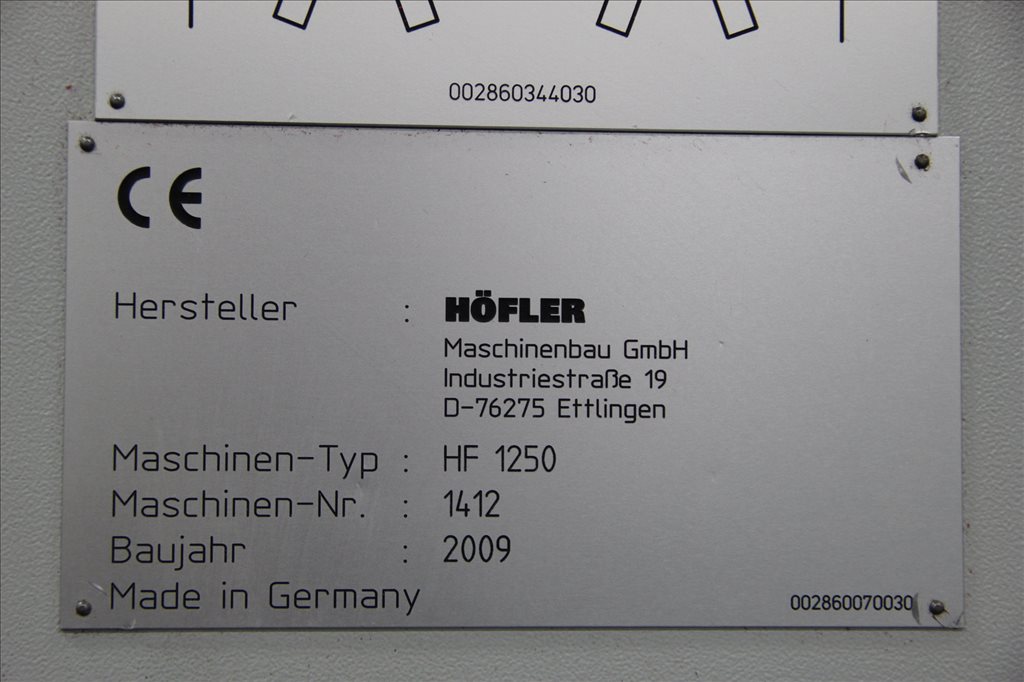 002860344030
CE
Hersteller : HÖFLER
Maschinenbau GmbH
Industriestraße 19
D-76275 Ettlingen
Maschinen-Typ : HF 1250
Maschinen-Nr. : 1412
Baujahr : 2009
Made in Germany
002860070030